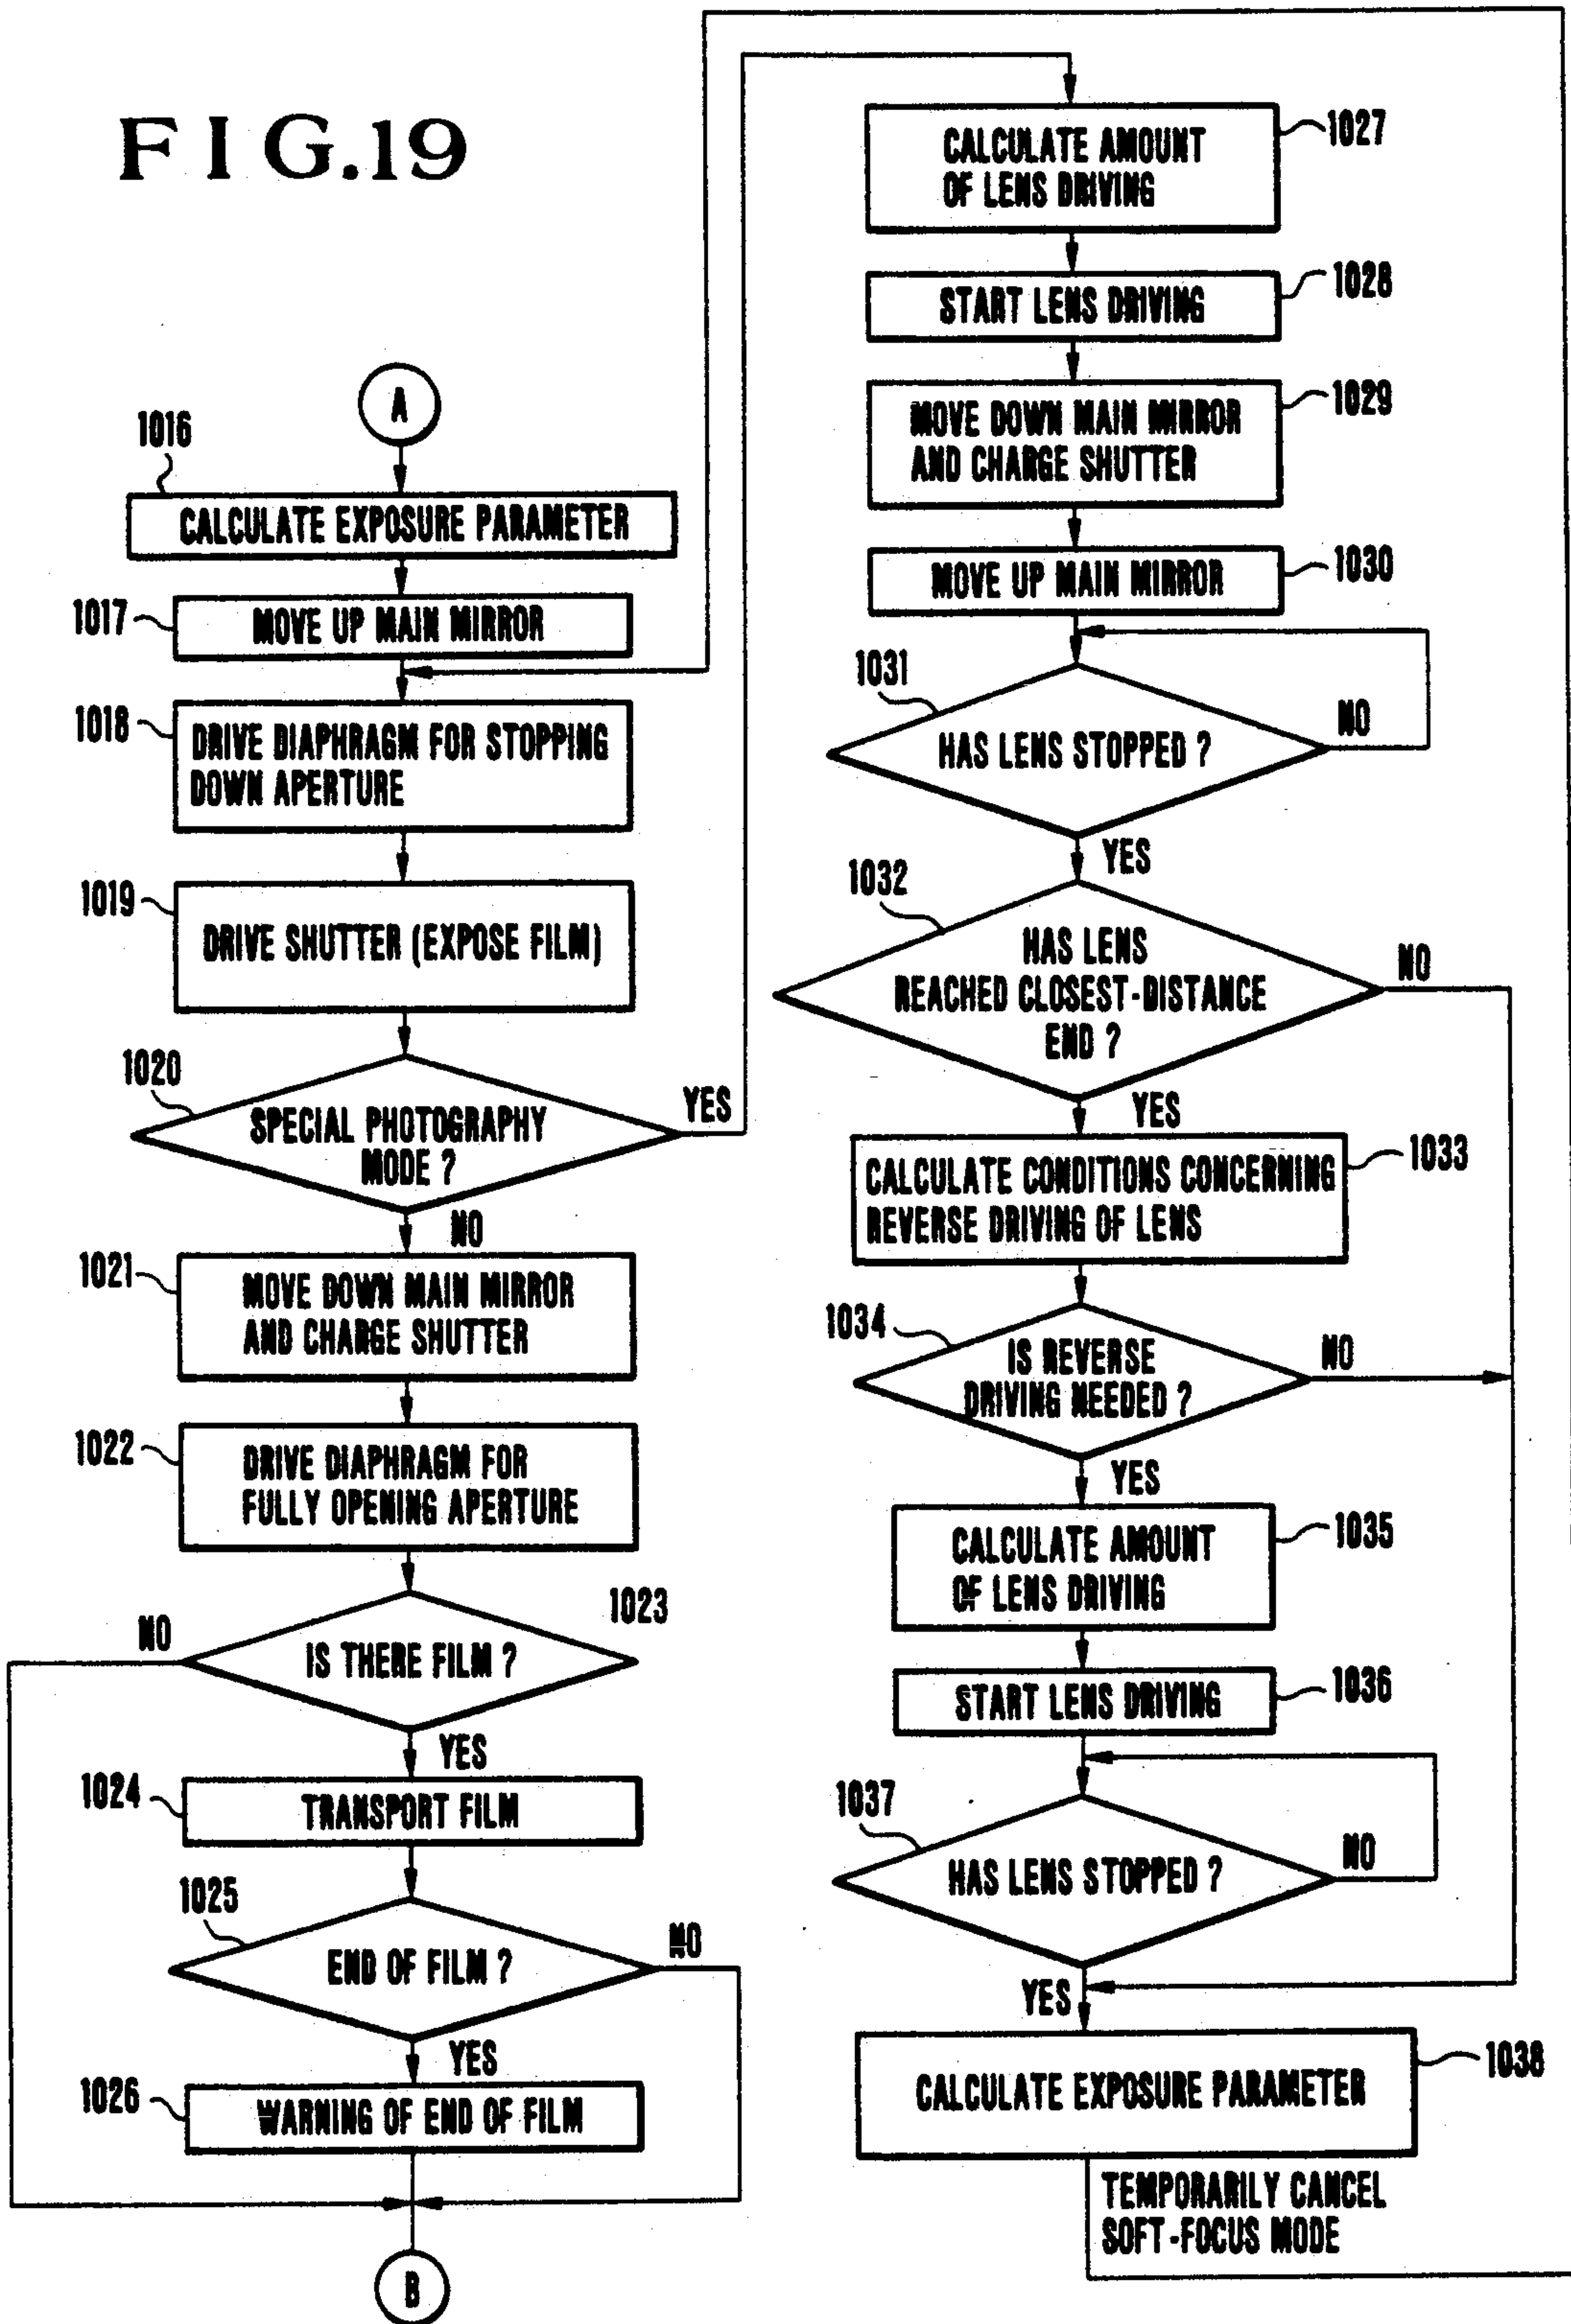 FIG.19
A
1016
CALCULATE EXPOSURE PARAMETER
1017
MOVE UP MAIN MIRROR
1018
DRIVE DIAPHRAGM FOR STOPPING
DOWN APERTURE
1019
DRIVE SHUTTER (EXPOSE FILM)
1020
SPECIAL PHOTOGRAPHY
MODE ?
YES
NO
1021
MOVE DOWN MAIN MIRROR
AND CHARGE SHUTTER
1022
DRIVE DIAPHRAGM FOR
FULLY OPENING APERTURE
1023
NO
IS THERE FILM ?
YES
1024
TRANSPORT FILM
1025
END OF FILM ?
NO
YES
1026
WARNING OF END OF FILM
B
1027
CALCULATE AMOUNT
OF LENS DRIVING
1028
START LENS DRIVING
1029
MOVE DOWN MAIN MIRROR
AND CHARGE SHUTTER
1030
MOVE UP MAIN MIRROR
1031
HAS LENS STOPPED ?
NO
YES
1032
HAS LENS
REACHED CLOSEST-DISTANCE
END ?
NO
YES
1033
CALCULATE CONDITIONS CONCERNING
REVERSE DRIVING OF LENS
1034
IS REVERSE
DRIVING NEEDED ?
NO
YES
1035
CALCULATE AMOUNT
OF LENS DRIVING
1036
START LENS DRIVING
1037
HAS LENS STOPPED ?
NO
YES
1038
CALCULATE EXPOSURE PARAMETER
TEMPORARILY CANCEL
SOFT-FOCUS MODE